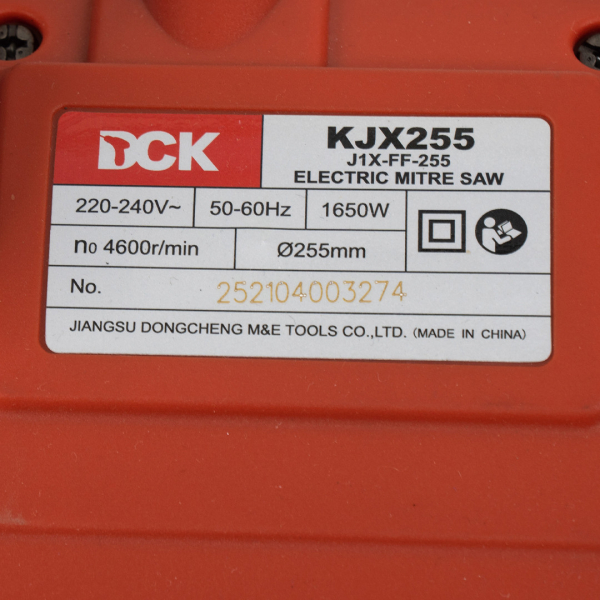 DCK
KJX255
J1X-FF-255
ELECTRIC MITRE SAW
220-240V~ 50-60Hz 1650W
n0 4600r/min Ø255mm
No. 252104003274
JIANGSU DONGCHENG M&E TOOLS CO.,LTD. (MADE IN CHINA)